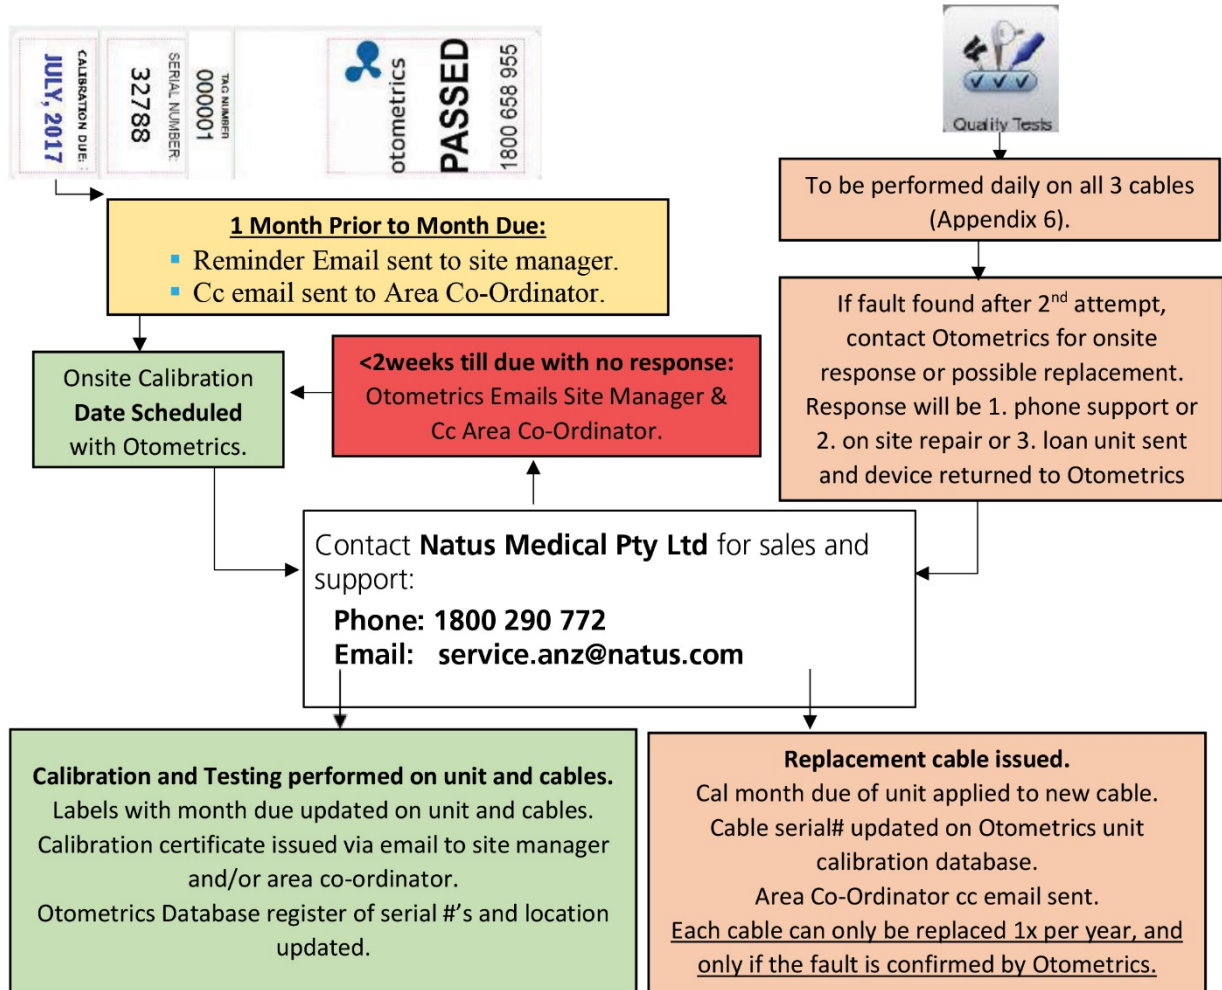 CALIBRATION DUE: :
JULY, 2017
SERIAL NUMBER:
32788
TAG NUMBER
000001
otometrics
PASSED
1800 658 955
Quality Tests
1 Month Prior to Month Due:
▪ Reminder Email sent to site manager.
▪ Cc email sent to Area Co-Ordinator.
Onsite Calibration
Date Scheduled
with Otometrics.
<2weeks till due with no response:
Otometrics Emails Site Manager &
Cc Area Co-Ordinator.
To be performed daily on all 3 cables
(Appendix 6).
If fault found after 2nd attempt,
contact Otometrics for onsite
response or possible replacement.
Response will be 1. phone support or
2. on site repair or 3. loan unit sent
and device returned to Otometrics
Contact Natus Medical Pty Ltd for sales and
support:
Phone: 1800 290 772
Email: service.anz@natus.com
Calibration and Testing performed on unit and cables.
Labels with month due updated on unit and cables.
Calibration certificate issued via email to site manager
and/or area co-ordinator.
Otometrics Database register of serial #'s and location
updated.
Replacement cable issued.
Cal month due of unit applied to new cable.
Cable serial# updated on Otometrics unit
calibration database.
Area Co-Ordinator cc email sent.
Each cable can only be replaced 1x per year, and
only if the fault is confirmed by Otometrics.